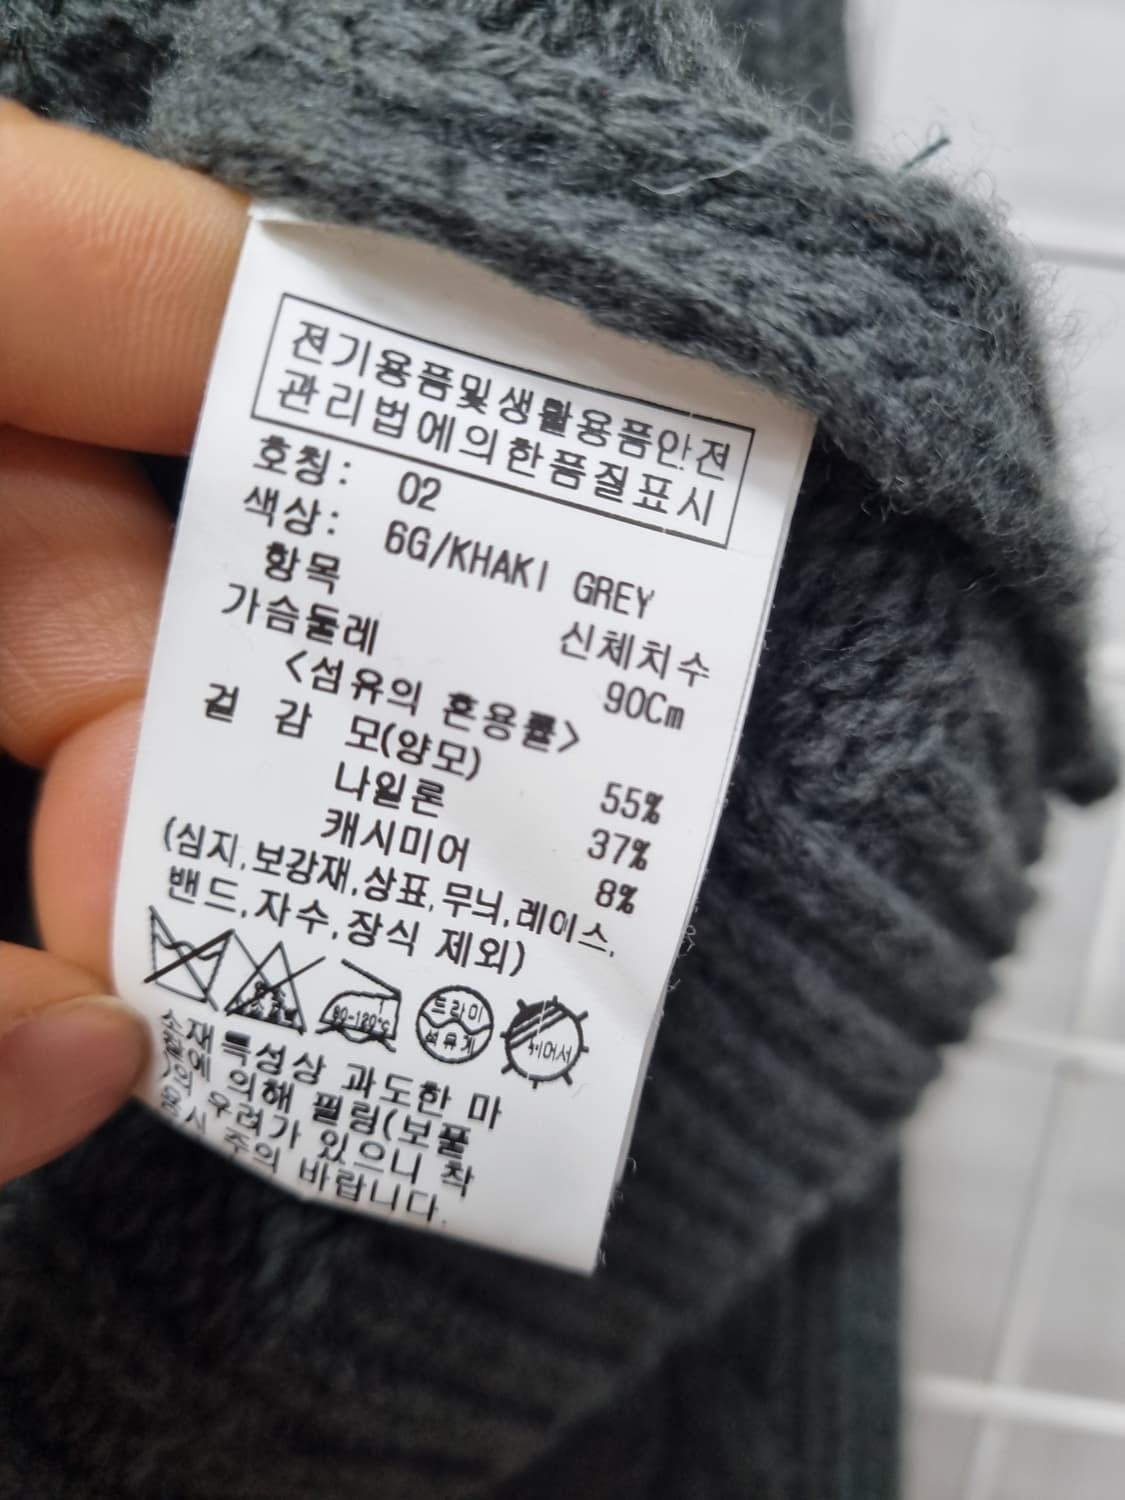 전기용품및생활용품안전
관리법에의한품질표시
호칭: 02
색상: 6G/KHAKI GREY
항목 신체치수
가슴둘레 90Cm
<섬유의 혼용률>
겉 감 모(양모) 55%
나일론 37%
캐시미어 8%
(심지,보강재,상표,무늬,레이스,
밴드,자수,장식 제외)
80-120℃
드라이
석유계
뉘어서
소재 특성상 과도한 마
찰에 의해 필링(보풀
)의 우려가 있으니 착
용시 주의 바랍니다.